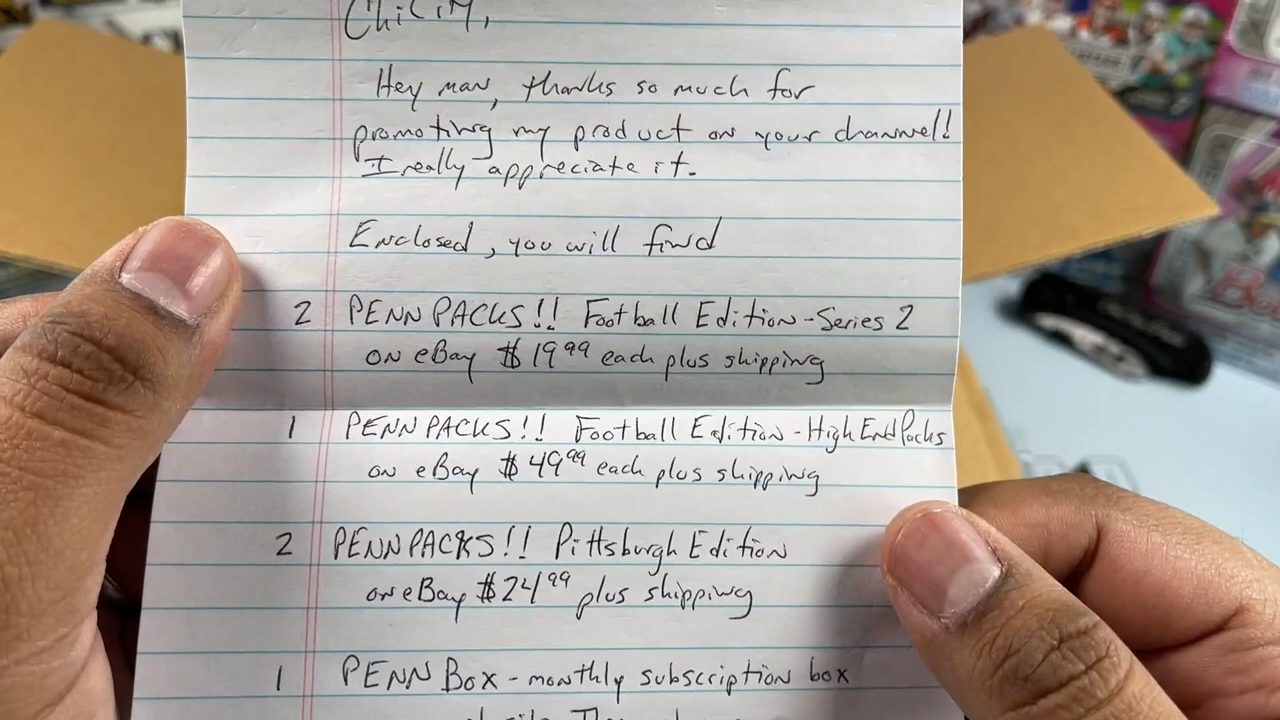 Hey man, thanks so much for
promoting my product on your channel!
I really appreciate it.
Enclosed, you will find
2 PENN PACKS!! Football Edition - Series 2
on eBay $19.99 each plus shipping
1 PENN PACKS!! Football Edition - High End Packs
on eBay $49.99 each plus shipping
2 PENN PACKS!! Pittsburgh Edition
on eBay $24.99 plus shipping
1 PENN BOX - monthly subscription box